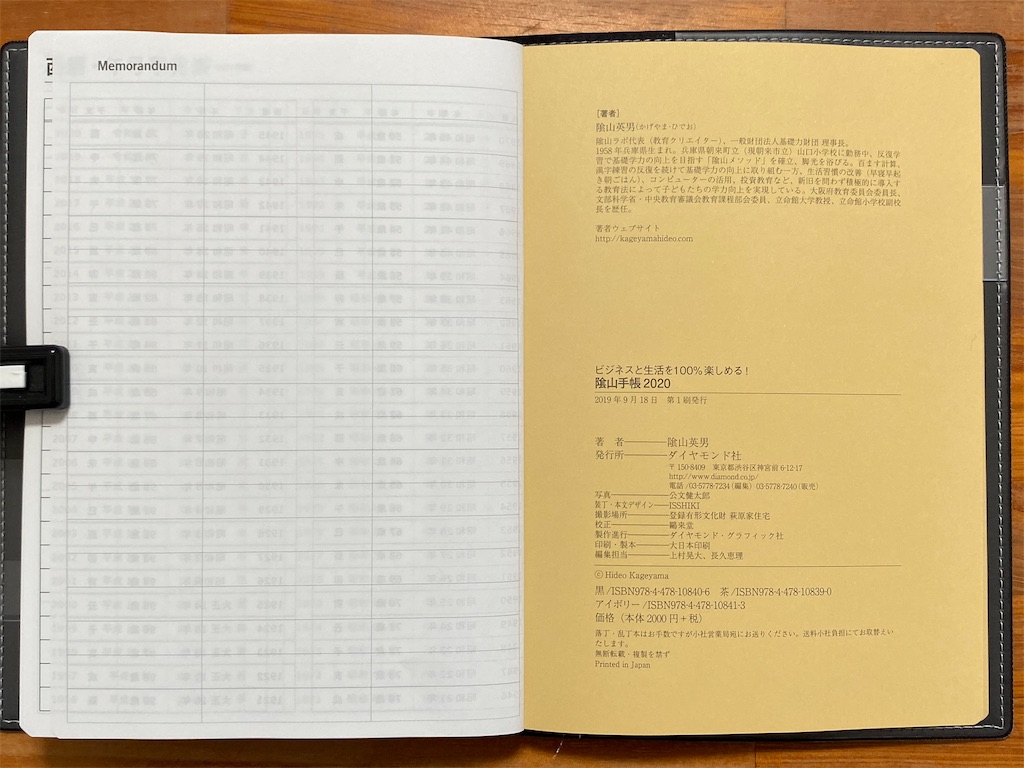 Memorandum
[著者]
陰山英男(かげやま・ひでお)
陰山ラボ代表（教育クリエイター）、一般財団法人基礎力財団 理事長。
1958年兵庫県生まれ。兵庫県朝来町立（現朝来市立）山口小学校に勤務中、反復学
習で基礎学力の向上を目指す「陰山メソッド」を確立、脚光を浴びる。百ます計算、
漢字練習の反復を続けて基礎学力の向上に取り組む一方、生活習慣の改善（早寝早起
き朝ごはん）、コンピューターの活用、投資教育など、新旧を問わず積極的に導入す
る教育法によって子どもたちの学力向上を実現している。大阪府教育委員会委員長、
文部科学省・中央教育審議会教育課程部会委員、立命館大学教授、立命館小学校副校
長を歴任。
著者ウェブサイト
http://kageyamahideo.com
ビジネスと生活を100%楽しめる！
陰山手帳2020
2019年9月18日　第1刷発行
著　者————陰山英男
発行所————ダイヤモンド社
〒150-8409　東京都渋谷区神宮前6-12-17
http://www.diamond.co.jp/
電話/03-5778-7234(編集)　03-5778-7240(販売)
写真————公文健太郎
装丁・本文デザイン——ISSHIKI
撮影場所————登録有形文化財 萩原家住宅
校正————鷗来堂
製作進行————ダイヤモンド・グラフィック社
印刷・製本————大日本印刷
編集担当————上村晃大、長久恵理
©Hideo Kageyama
黒/ISBN978-4-478-10840-6　茶/ISBN978-4-478-10839-0
アイボリー/ISBN978-4-478-10841-3
価格（本体2000円＋税）
落丁・乱丁本はお手数ですが小社営業局宛にお送りください。送料小社負担にてお取替えい
たします。
無断転載・複製を禁ず
Printed in Japan